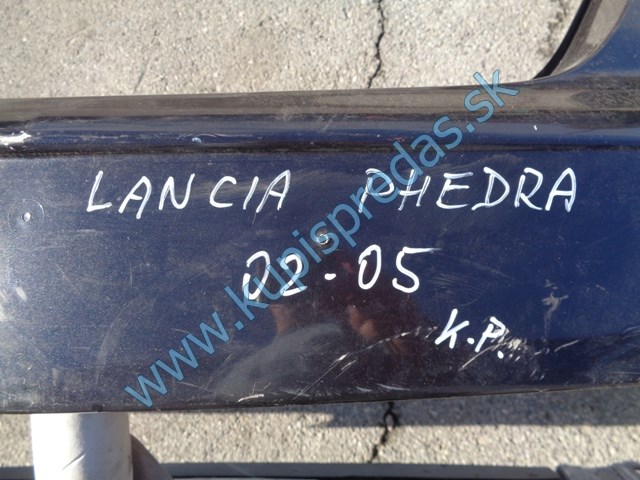 LANCIA PHEDRA
02-05
K.P.
www.kupispredas.sk